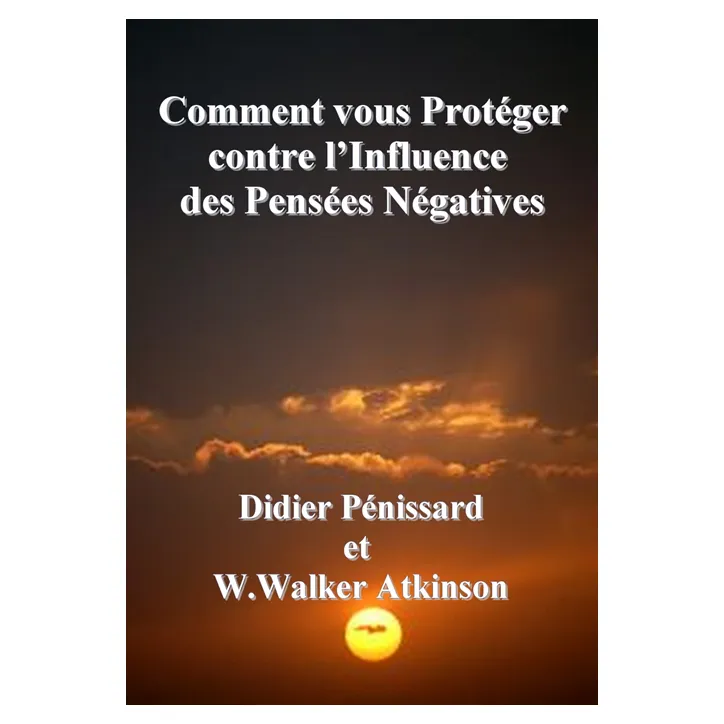 Comment vous Protéger
contre l’Influence
des Pensées Négatives
Didier Pénissard
et
W.Walker Atkinson